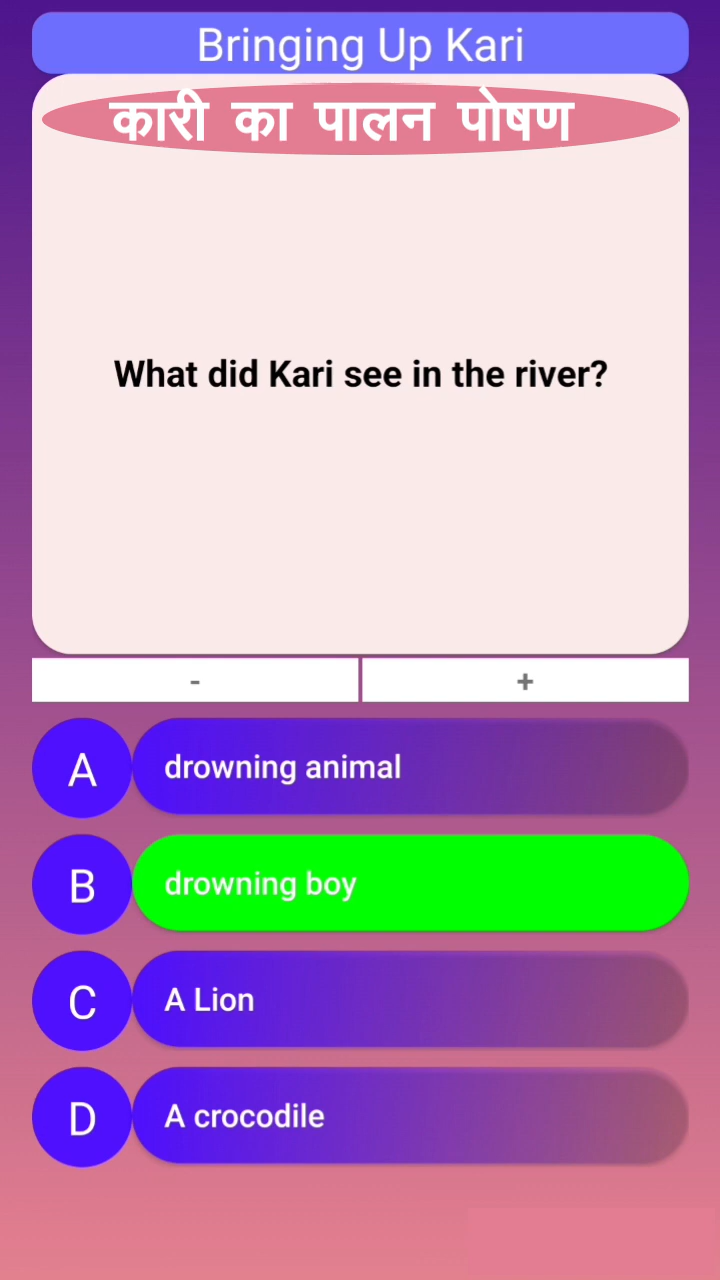 Bringing Up Kari
कारी का पालन पोषण
What did Kari see in the river?
- +
A drowning animal
B drowning boy
C A Lion
D A crocodile